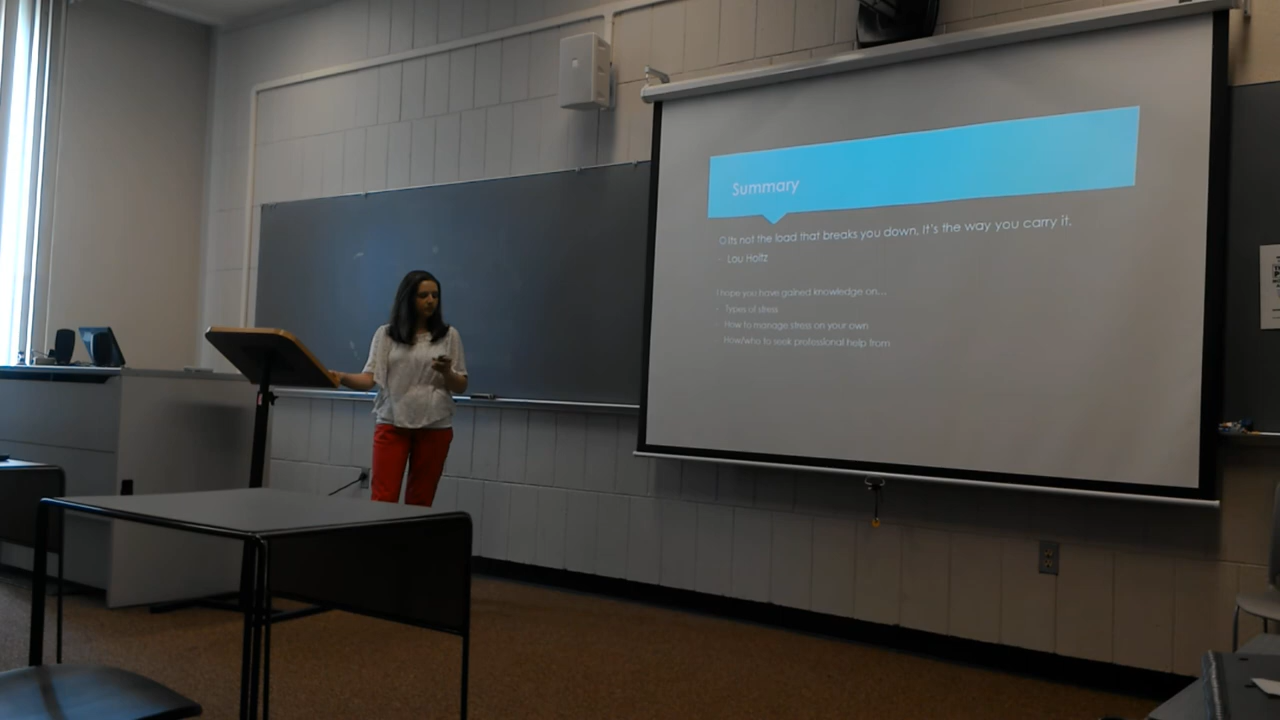 Summary
Its not the load that breaks you down, It's the way you carry it.
- Lou Holtz
I hope you have gained knowledge on...
- Types of stress
- How to manage stress on your own
How/who to seek professional help from